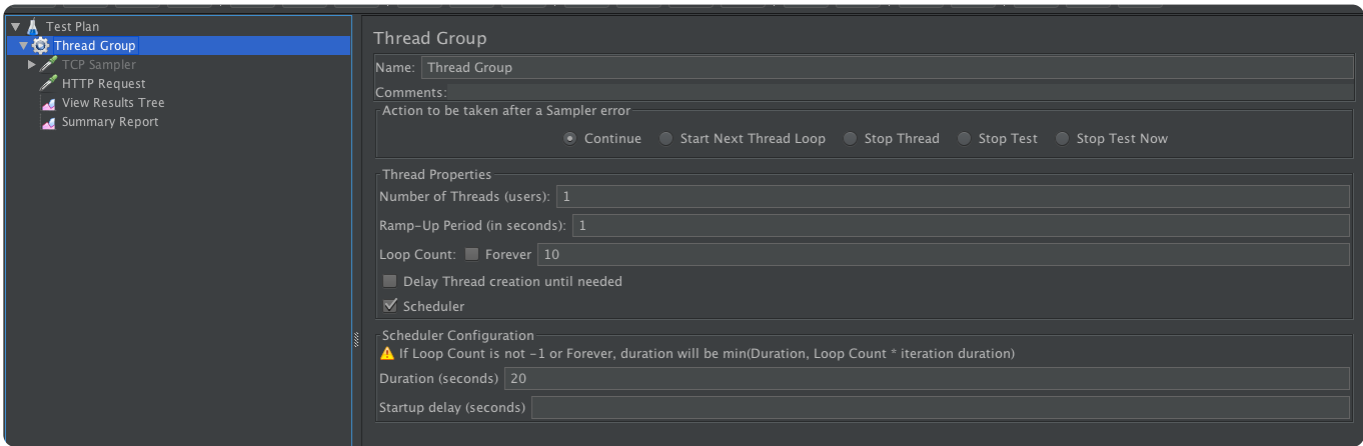 Test Plan
Thread Group
TCP Sampler
HTTP Request
View Results Tree
Summary Report
Thread Group
Name: Thread Group
Comments:
Action to be taken after a Sampler error
Continue Start Next Thread Loop Stop Thread Stop Test Stop Test Now
Thread Properties
Number of Threads (users): 1
Ramp-Up Period (in seconds): 1
Loop Count: Forever 10
Delay Thread creation until needed
Scheduler
Scheduler Configuration
If Loop Count is not -1 or Forever, duration will be min(Duration, Loop Count * iteration duration)
Duration (seconds) 20
Startup delay (seconds)